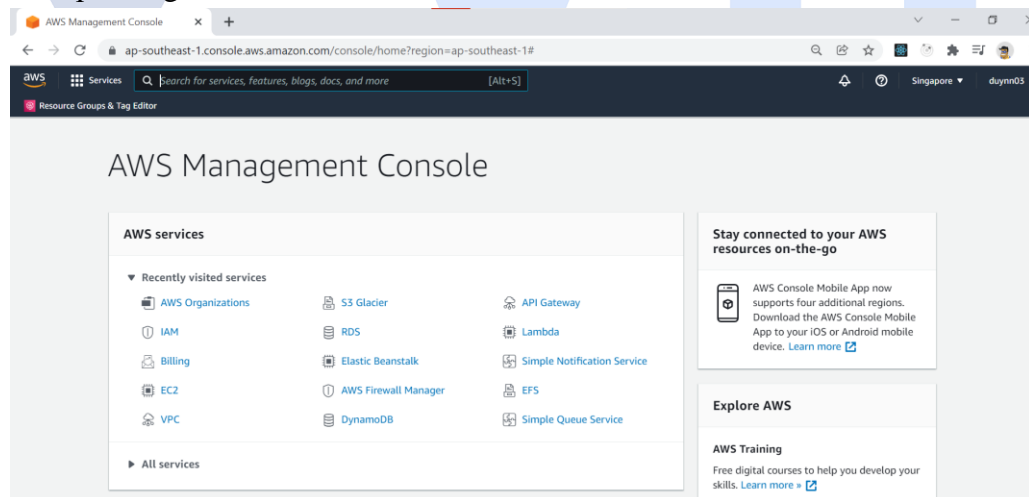 AWS Management Console
ap-southeast-1.console.aws.amazon.com/console/home?region=ap-southeast-1#
aws Services Search for services, features, blogs, docs, and more [Alt+S] Singapore ▼ duynn03
Resource Groups & Tag Editor
AWS Management Console
AWS services
▼ Recently visited services
AWS Organizations S3 Glacier API Gateway
IAM RDS Lambda
Billing Elastic Beanstalk Simple Notification Service
EC2 AWS Firewall Manager EFS
VPC DynamoDB Simple Queue Service
▶ All services
Stay connected to your AWS
resources on-the-go
AWS Console Mobile App now
supports four additional regions.
Download the AWS Console Mobile
App to your iOS or Android mobile
device. Learn more
Explore AWS
AWS Training
Free digital courses to help you develop your
skills. Learn more »